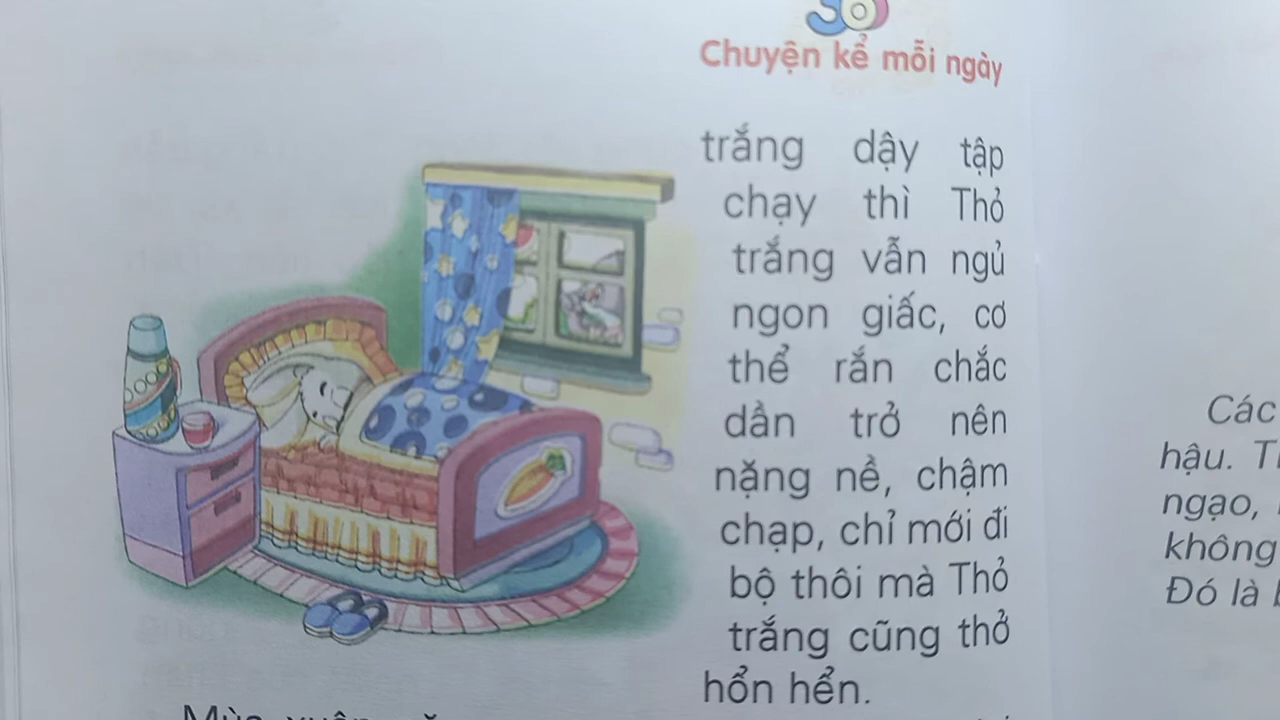 Chuyện kể mỗi ngày
trắng dậy tập
chạy thì Thỏ
trắng vẫn ngủ
ngon giấc, cơ
thể rắn chắc
dần trở nên
nặng nề, chậm
chạp, chỉ mới đi
bộ thôi mà Thỏ
trắng cũng thở
hổn hển.
Mùa xuân
Các
hậu.
ngạo,
không
Đó là